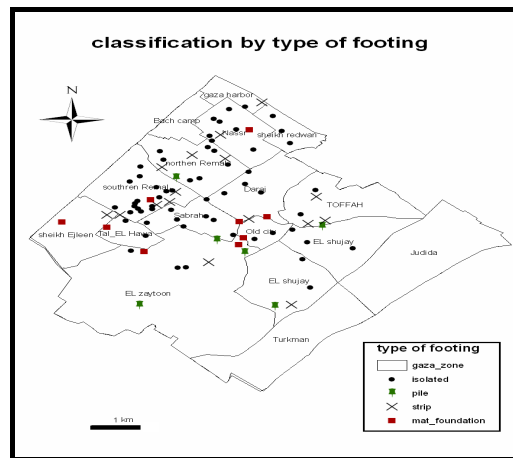 classification by type of footing
N
gaza harbor
Bach camp
Nassr
sheikh redwan
northen Remal
southren Remal
Daraj
TOFFAH
Sabrah
sheikh Ejleen
Tal_EL Hawa
Old city
EL shujay
Judida
EL zaytoon
EL shujay
Turkman
type of footing
gaza_zone
isolated
pile
strip
mat_foundation
1 km